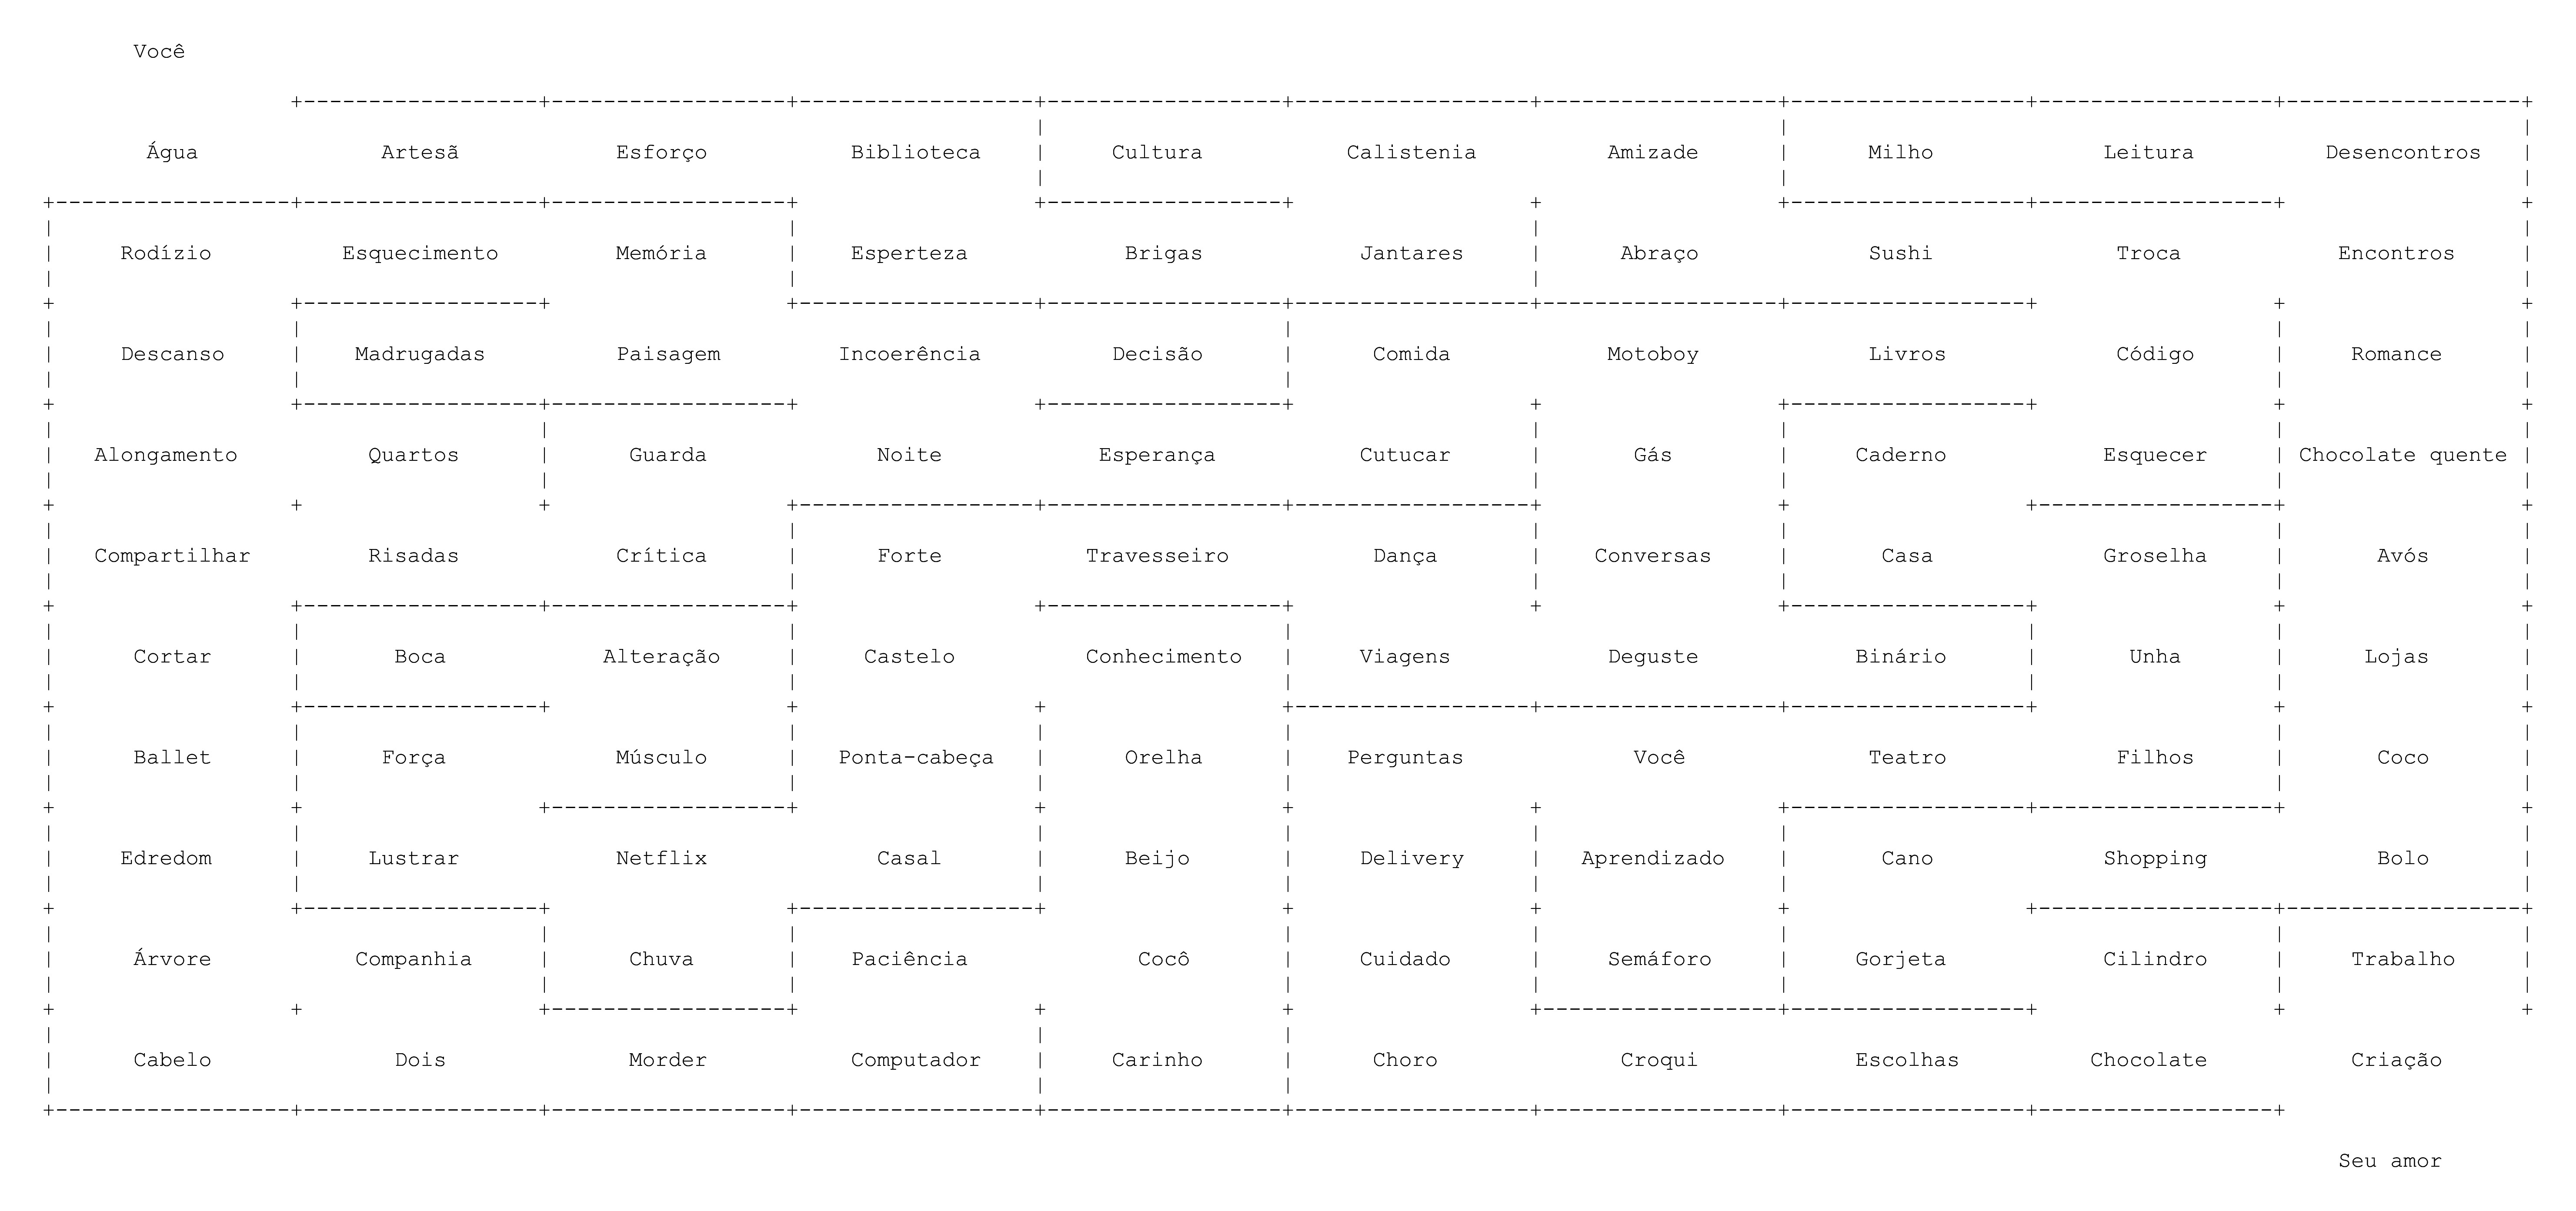 Você
Água Artesã Esforço Biblioteca Cultura Calistenia Amizade Milho Leitura Desencontros
Rodízio Esquecimento Memória Esperteza Brigas Jantares Abraço Sushi Troca Encontros
Descanso Madrugadas Paisagem Incoerência Decisão Comida Motoboy Livros Código Romance
Alongamento Quartos Guarda Noite Esperança Cutucar Gás Caderno Esquecer Chocolate quente
Compartilhar Risadas Crítica Forte Travesseiro Dança Conversas Casa Groselha Avós
Cortar Boca Alteração Castelo Conhecimento Viagens Deguste Binário Unha Lojas
Ballet Força Músculo Ponta-cabeça Orelha Perguntas Você Teatro Filhos Coco
Edredom Lustrar Netflix Casal Beijo Delivery Aprendizado Cano Shopping Bolo
Árvore Companhia Chuva Paciência Cocô Cuidado Semáforo Gorjeta Cilindro Trabalho
Cabelo Dois Morder Computador Carinho Choro Croqui Escolhas Chocolate Criação
Seu amor